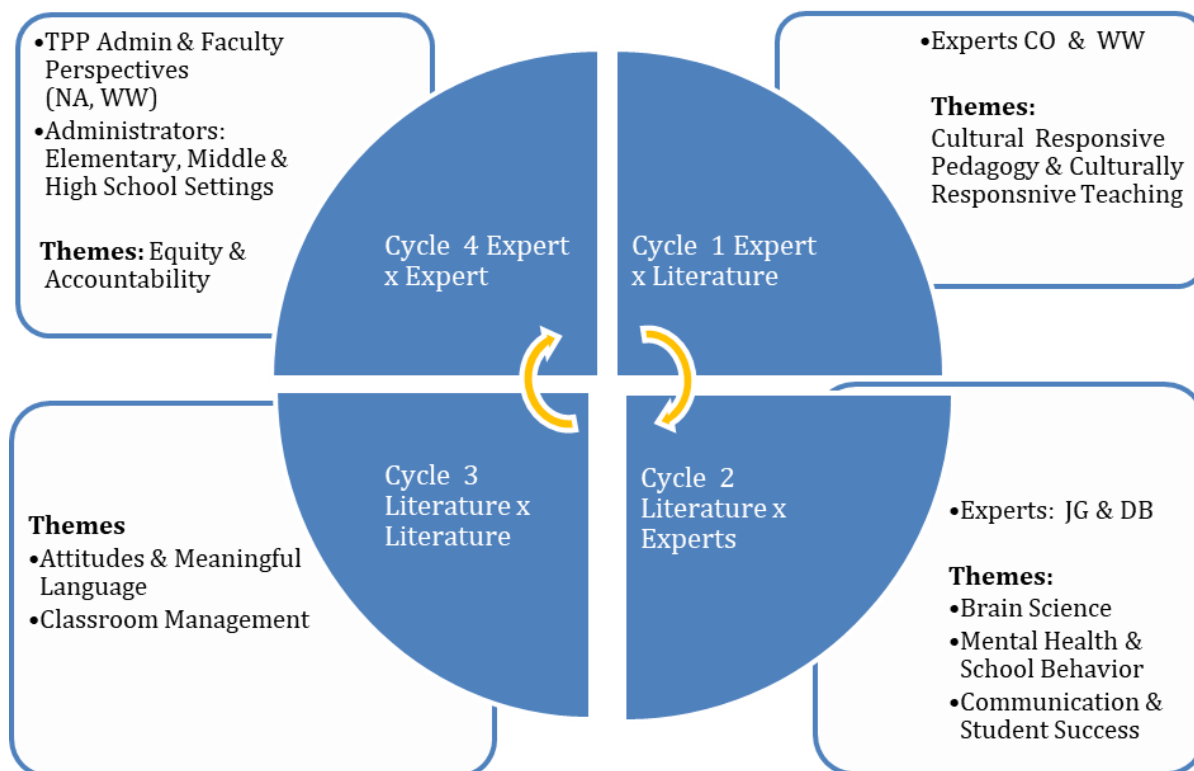 •TPP Admin & Faculty
Perspectives
(NA, WW)
•Administrators:
Elementary, Middle &
High School Settings
Themes: Equity &
Accountability
•Experts CO & WW
Themes:
Cultural Responsive
Pedagogy & Culturally
Responsnive Teaching
Cycle 4 Expert
x Expert
Cycle 1 Expert
x Literature
Cycle 3
Literature x
Literature
Cycle 2
Literature x
Experts
Themes
•Attitudes & Meaningful
Language
•Classroom Management
•Experts: JG & DB
Themes:
•Brain Science
•Mental Health &
School Behavior
•Communication &
Student Success